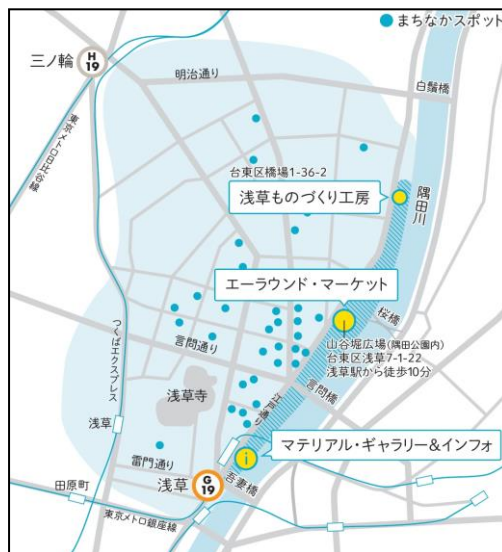 まちなかスポット
H
19
三ノ輪
明治通り
白鬚橋
東京メトロ日比谷線
台東区橋場1-36-2
浅草ものづくり工房
隅田川
エーラウンド・マーケット
桜橋
山谷堀広場(隅田公園内)
台東区浅草7-1-22
浅草駅から徒歩10分
つくばエクスプレス
言問通り
言問橋
江戸通り
浅草寺
浅草
マテリアル・ギャラリー&インフォ
i
雷門通り
田原町
浅草
G
19
吾妻橋
東京メトロ銀座線